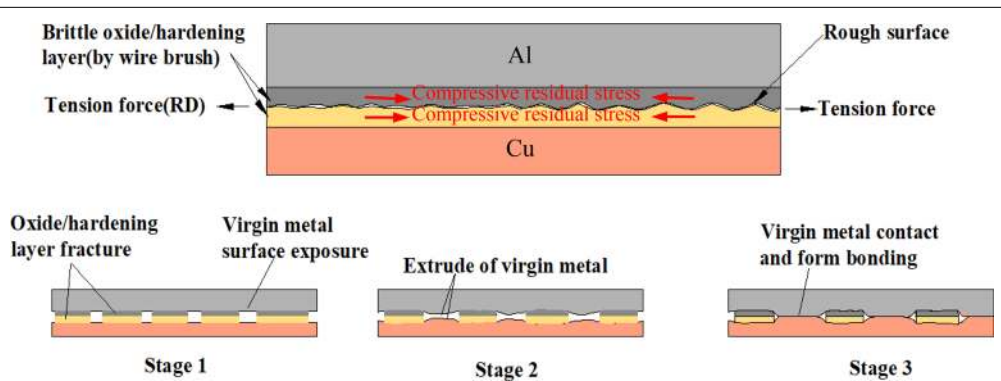 Brittle oxide/hardening
layer(by wire brush)
Al
Rough surface
Tension force(RD)
Compressive residual stress
Compressive residual stress
Tension force
Cu
Oxide/hardening
layer fracture
Virgin metal
surface exposure
Extrude of virgin metal
Virgin metal contact
and form bonding
Stage 1
Stage 2
Stage 3